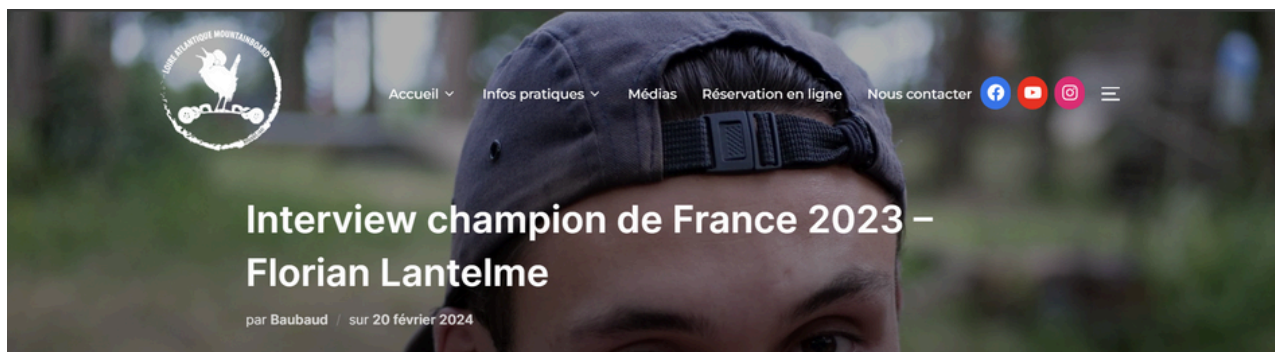 LOIRE ATLANTIQUE MOUNTAINBOARD
Accueil Infos pratiques Médias Réservation en ligne Nous contacter
Interview champion de France 2023 –
Florian Lantelme
par Baubaud / sur 20 février 2024